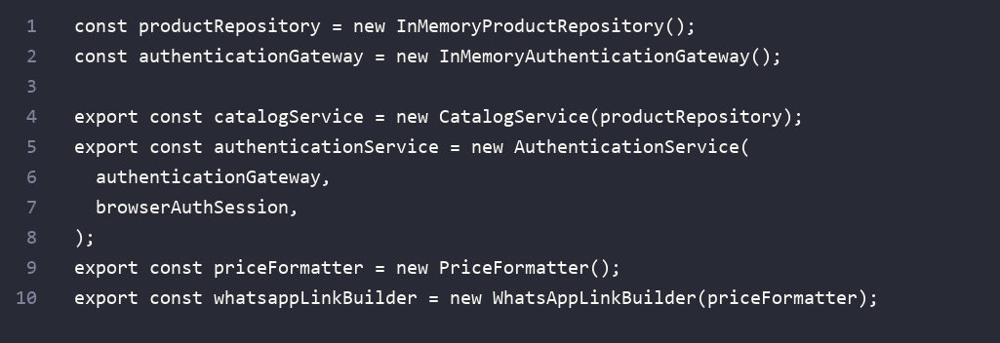 1 const productRepository = new InMemoryProductRepository();
2 const authenticationGateway = new InMemoryAuthenticationGateway();
3
4 export const catalogService = new CatalogService(productRepository);
5 export const authenticationService = new AuthenticationService(
6   authenticationGateway,
7   browserAuthSession,
8 );
9 export const priceFormatter = new PriceFormatter();
10 export const whatsappLinkBuilder = new WhatsAppLinkBuilder(priceFormatter);